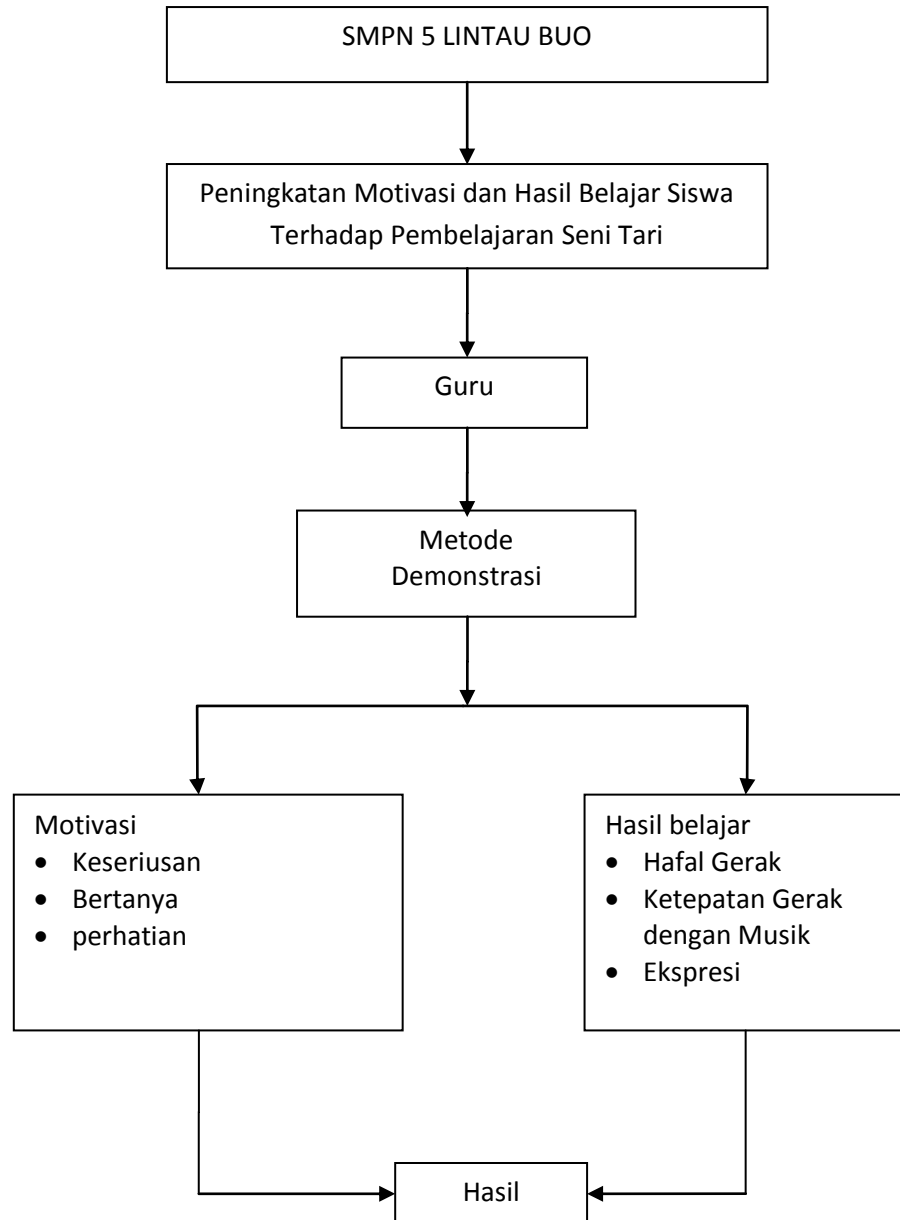 SMPN 5 LINTAU BUO
Peningkatan Motivasi dan Hasil Belajar Siswa
Terhadap Pembelajaran Seni Tari
Guru
Metode
Demonstrasi
Motivasi
• Keseriusan
• Bertanya
• perhatian
Hasil belajar
• Hafal Gerak
• Ketepatan Gerak
dengan Musik
• Ekspresi
Hasil